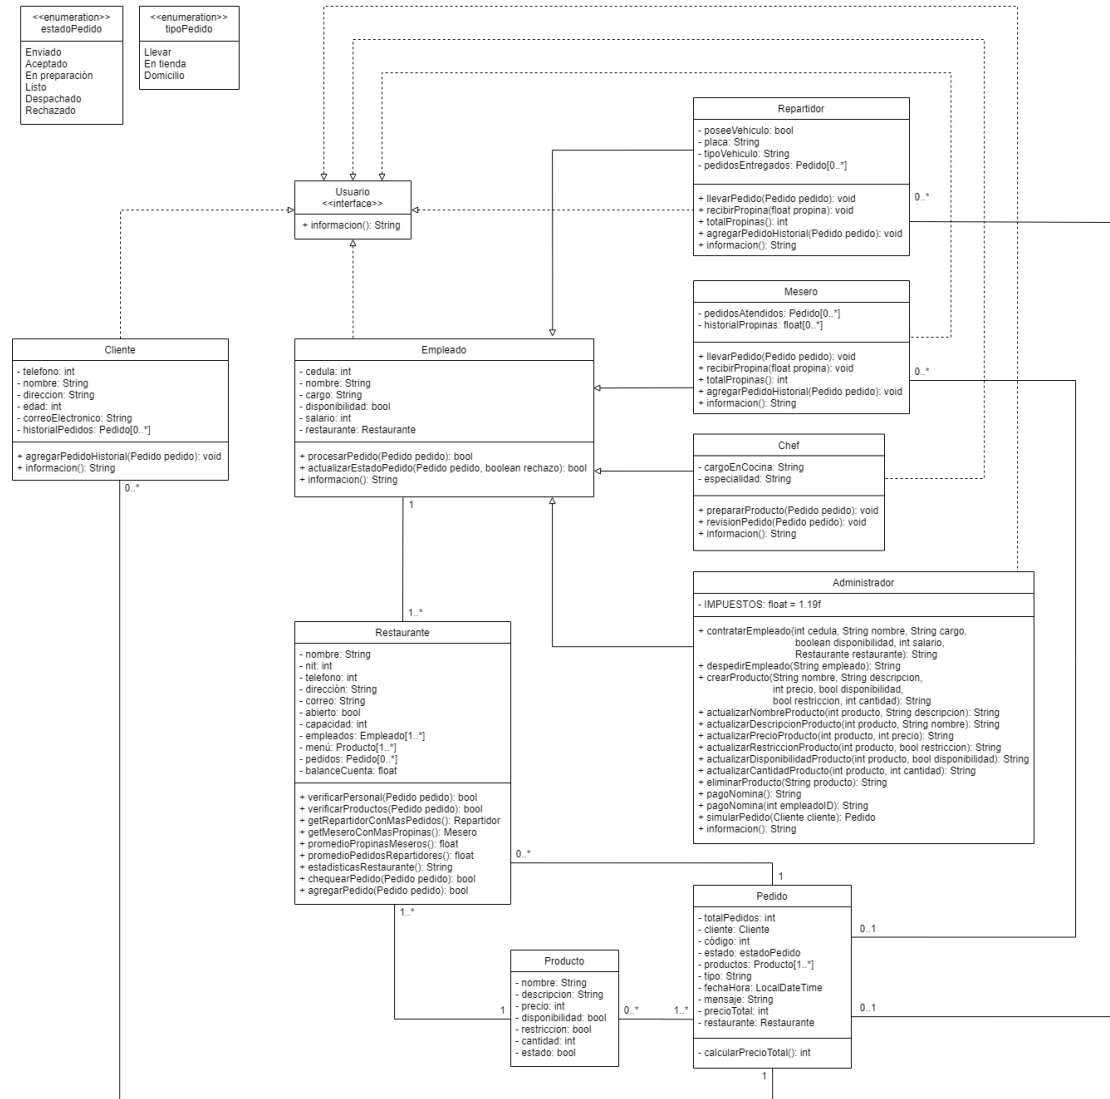 <<enumeration>>
estadoPedido
Enviado
Aceptado
En preparación
Listo
Despachado
Rechazado
<<enumeration>>
tipoPedido
Llevar
En tienda
Domicilio
Usuario
<<interface>>
+ informacion(): String
Repartidor
- poseeVehiculo: bool
- placa: String
- tipoVehiculo: String
- pedidosEntregados: Pedido[0..*]
+ llevarPedido(Pedido pedido): void
+ recibirPropina(float propina): void
+ totalPropinas(): int
+ agregarPedidoHistorial(Pedido pedido): void
+ informacion(): String
0..*
Mesero
- pedidosAtendidos: Pedido[0..*]
- historialPropinas: float[0..*]
+ llevarPedido(Pedido pedido): void
+ recibirPropina(float propina): void
+ totalPropinas(): int
+ agregarPedidoHistorial(Pedido pedido): void
+ informacion(): String
0..*
Cliente
- telefono: int
- nombre: String
- direccion: String
- edad: int
- correoElectronico: String
- historialPedidos: Pedido[0..*]
+ agregarPedidoHistorial(Pedido pedido): void
+ informacion(): String
0..*
Empleado
- cedula: int
- nombre: String
- cargo: String
- disponibilidad: bool
- salario: int
- restaurante: Restaurante
+ procesarPedido(Pedido pedido): bool
+ actualizarEstadoPedido(Pedido pedido, boolean rechazo): bool
+ informacion(): String
1
1..*
Chef
- cargoEnCocina: String
- especialidad: String
+ prepararProducto(Pedido pedido): void
+ revisionPedido(Pedido pedido): void
+ informacion(): String
Administrador
- IMPUESTOS: float = 1.19f
+ contratarEmpleado(int cedula, String nombre, String cargo,
boolean disponibilidad, int salario,
Restaurante restaurante): String
+ despedirEmpleado(String empleado): String
+ crearProducto(String nombre, String descripcion,
int precio, bool disponibilidad,
bool restriccion, int cantidad): String
+ actualizarNombreProducto(int producto, String descripcion): String
+ actualizarDescripcionProducto(int producto, String nombre): String
+ actualizarPrecioProducto(int producto, int precio): String
+ actualizarRestriccionProducto(int producto, bool restriccion): String
+ actualizarDisponibilidadProducto(int producto, bool disponibilidad): String
+ actualizarCantidadProducto(int producto, int cantidad): String
+ eliminarProducto(String producto): String
+ pagoNomina(): String
+ pagoNomina(int empleadoID): String
+ simularPedido(Cliente cliente): Pedido
+ informacion(): String
Restaurante
- nombre: String
- nit: int
- telefono: int
- dirección: String
- correo: String
- abierto: bool
- capacidad: int
- empleados: Empleado[1..*]
- menú: Producto[1..*]
- pedidos: Pedido[0..*]
- balanceCuenta: float
+ verificarPersonal(Pedido pedido): bool
+ verificarProductos(Pedido pedido): bool
+ getRepartidorConMasPedidos(): Repartidor
+ getMeseroConMasPropinas(): Mesero
+ promedioPropinasMeseros(): float
+ promedioPedidosRepartidores(): float
+ estadisticasRestaurante(): String
+ chequearPedido(Pedido pedido): bool
+ agregarPedido(Pedido pedido): bool
0..*
1
1..*
Producto
- nombre: String
- descripcion: String
- precio: int
- disponibilidad: bool
- restriccion: bool
- cantidad: int
- estado: bool
1
0..*
1..*
Pedido
- totalPedidos: int
- cliente: Cliente
- código: int
- estado: estadoPedido
- productos: Producto[1..*]
- tipo: String
- fechaHora: LocalDateTime
- mensaje: String
- precioTotal: int
- restaurante: Restaurante
- calcularPrecioTotal(): int
0..1
0..1
1